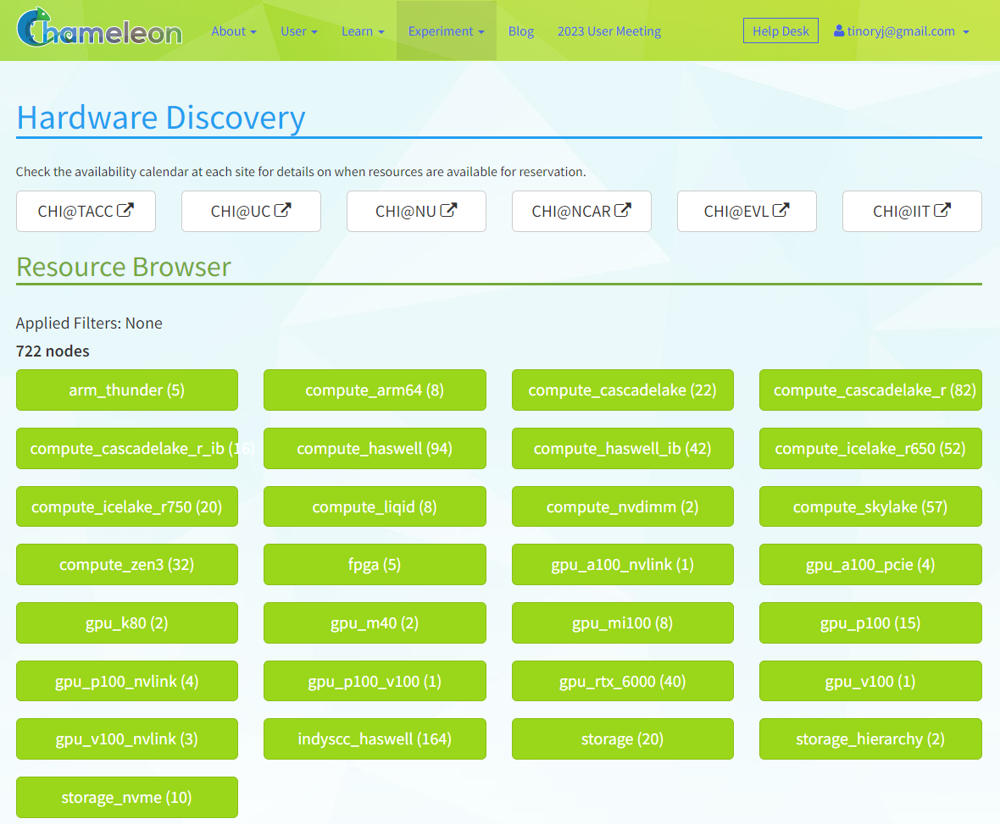 Chameleon
About User Learn Experiment Blog 2023 User Meeting Help Desk tinoryj@gmail.com
Hardware Discovery
Check the availability calendar at each site for details on when resources are available for reservation.
CHI@TACC CHI@UC CHI@NU CHI@NCAR CHI@EVL CHI@IIT
Resource Browser
Applied Filters: None
722 nodes
arm_thunder (5) compute_arm64 (8) compute_cascadelake (22) compute_cascadelake_r (82)
compute_cascadelake_r_ib (16) compute_haswell (94) compute_haswell_ib (42) compute_icelake_r650 (52)
compute_icelake_r750 (20) compute_liqid (8) compute_nvdimm (2) compute_skylake (57)
compute_zen3 (32) fpga (5) gpu_a100_nvlink (1) gpu_a100_pcie (4)
gpu_k80 (2) gpu_m40 (2) gpu_mi100 (8) gpu_p100 (15)
gpu_p100_nvlink (4) gpu_p100_v100 (1) gpu_rtx_6000 (40) gpu_v100 (1)
gpu_v100_nvlink (3) indyscc_haswell (164) storage (20) storage_hierarchy (2)
storage_nvme (10)